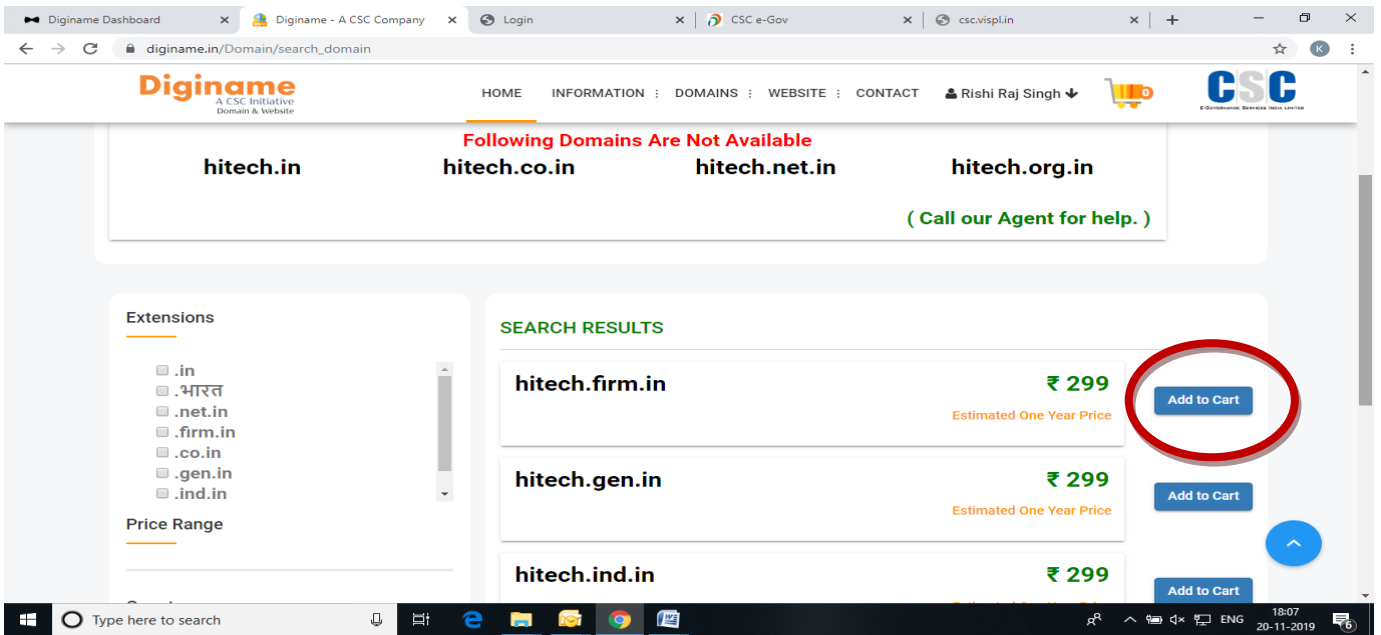 Diginame Dashboard
Diginame - A CSC Company
Login
CSC e-Gov
csc.vispl.in
diginame.in/Domain/search_domain
K
Diginame
A CSC Initiative
Domain & Website
HOME
INFORMATION
DOMAINS
WEBSITE
CONTACT
Rishi Raj Singh
0
CSC
E-Governance Services India Limited
Following Domains Are Not Available
hitech.in
hitech.co.in
hitech.net.in
hitech.org.in
( Call our Agent for help. )
Extensions
.in
.भारत
.net.in
.firm.in
.co.in
.gen.in
.ind.in
Price Range
SEARCH RESULTS
hitech.firm.in
₹ 299
Estimated One Year Price
Add to Cart
hitech.gen.in
₹ 299
Estimated One Year Price
Add to Cart
hitech.ind.in
₹ 299
Add to Cart
Type here to search
ENG
18:07
20-11-2019
6